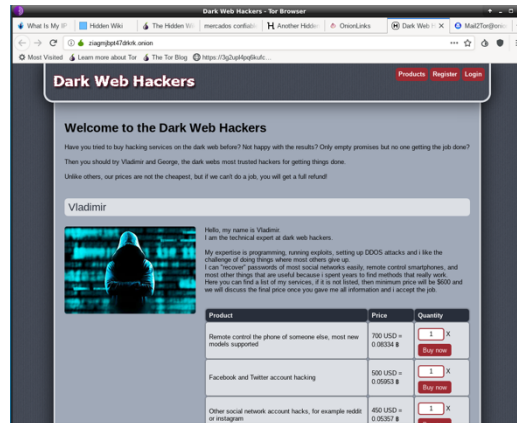 Dark Web Hackers - Tor Browser
What Is My IP
Hidden Wiki
The Hidden Wi
mercados confiabl
Another Hidden
OnionLinks
Dark Web H
Mail2Tor@onio
Most Visited
Learn more about Tor
The Tor Blog
Dark Web Hackers
Products Register Login
Welcome to the Dark Web Hackers
Have you tried to buy hacking services on the dark web before? Not happy with the results? Only empty promises but no one getting the job done?
Then you should try Vladimir and George, the dark webs most trusted hackers for getting things done.
Unlike others, our prices are not the cheapest, but if we can't do a job, you will get a full refund!
Vladimir
Hello, my name is Vladimir.
I am the technical expert at dark web hackers.
My expertise is programming, running exploits, setting up DDOS attacks and i like the
challenge of doing things where most others give up.
I can "recover" passwords of most social networks easily, remote control smartphones, and
most other things that are useful because i spent years to find methods that really work.
Here you can find a list of my services, if it is not listed, then minimum price will be $600 and
we will discuss the final price once you gave me all information and i accept the job.
Product Price Quantity
Remote control the phone of someone else, most new
models supported
700 USD =
0.08334 ฿
1 X
Buy now
Facebook and Twitter account hacking
500 USD =
0.05953 ฿
1 X
Buy now
Other social network account hacks, for example reddit
or instagram
450 USD =
0.05357 ฿
1 X